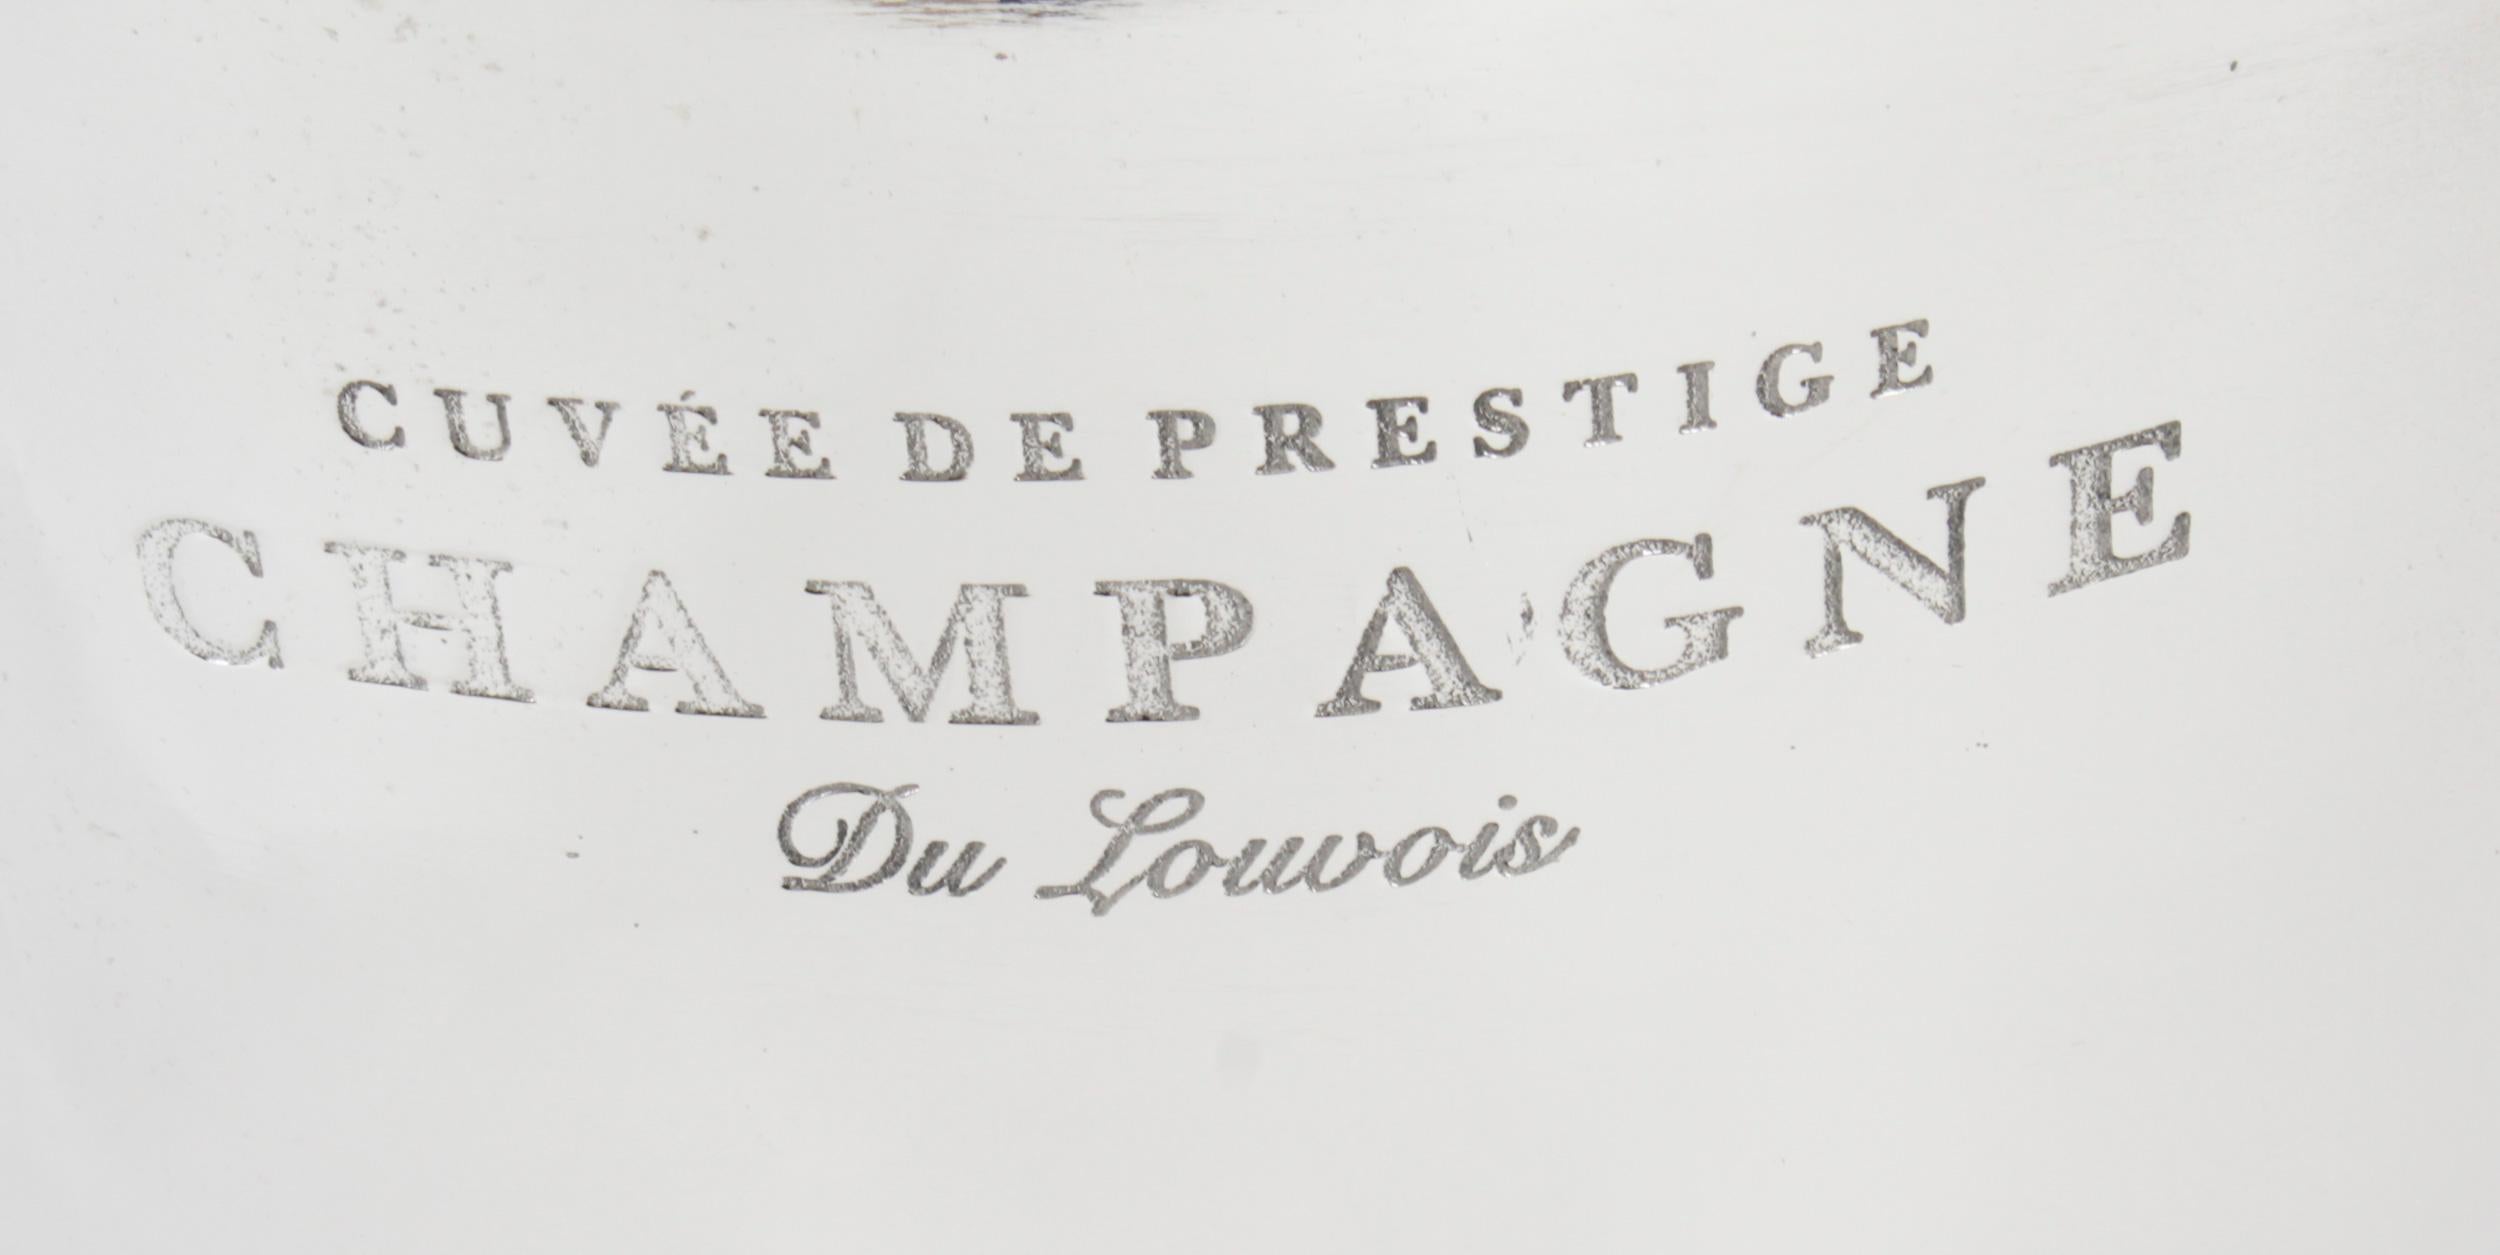 CUVÉE DE PRESTIGE
CHAMPAGNE
Du Louvois